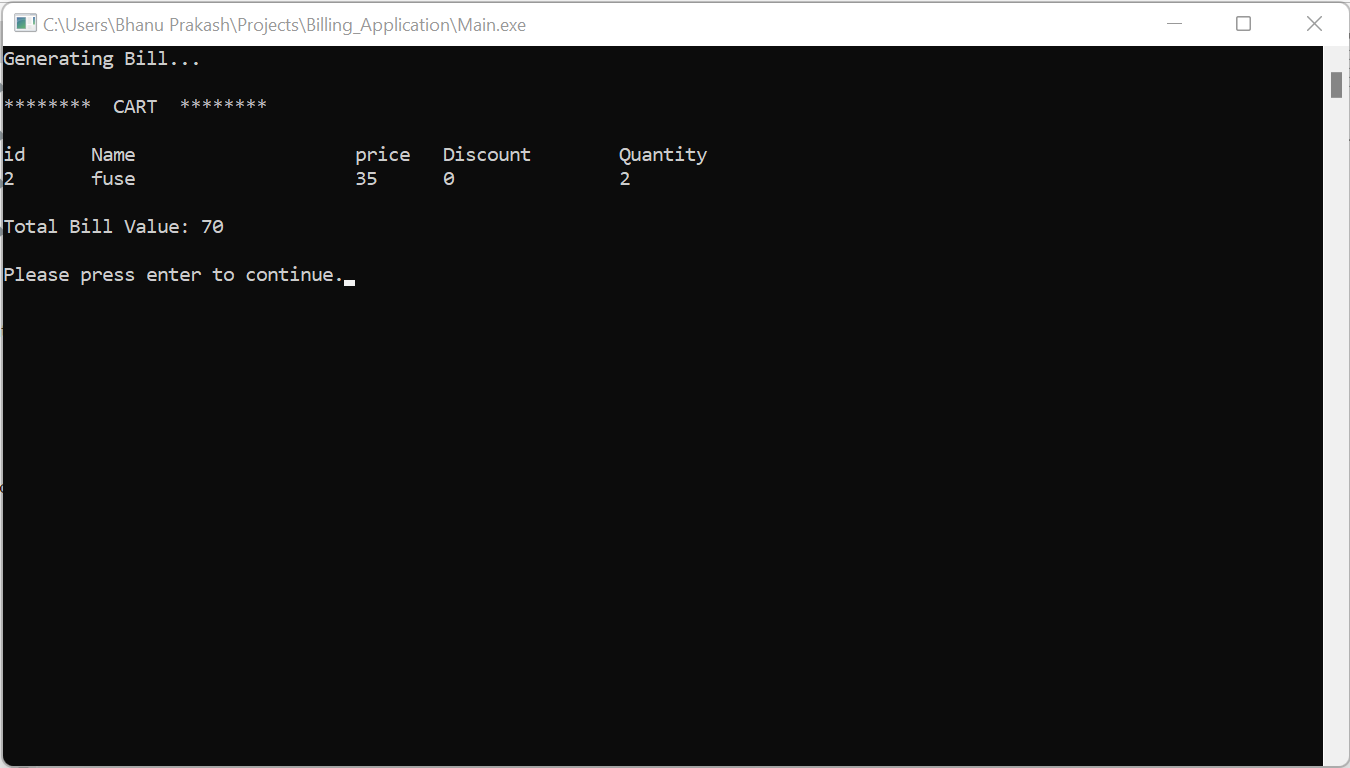 C:\Users\Bhanu Prakash\Projects\Billing_Application\Main.exe
Generating Bill...
******** CART ********
id Name price Discount Quantity
2 fuse 35 0 2
Total Bill Value: 70
Please press enter to continue.